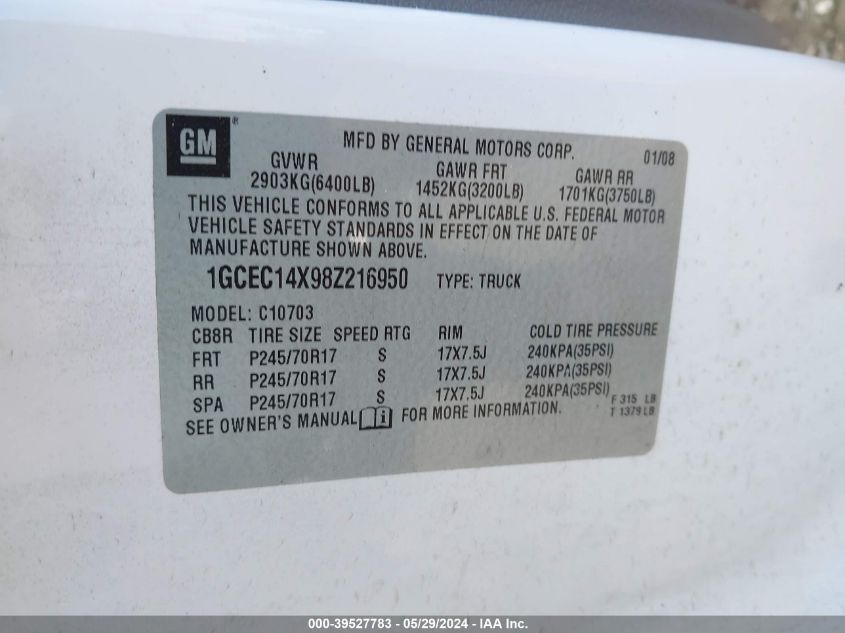 GM
MFD BY GENERAL MOTORS CORP. 01/08
GVWR GAWR FRT GAWR RR
2903KG(6400LB) 1452KG(3200LB) 1701KG(3750LB)
THIS VEHICLE CONFORMS TO ALL APPLICABLE U.S. FEDERAL MOTOR
VEHICLE SAFETY STANDARDS IN EFFECT ON THE DATE OF
MANUFACTURE SHOWN ABOVE.
1GCEC14X98Z216950 TYPE: TRUCK
MODEL: C10703
CB8R TIRE SIZE SPEED RTG RIM COLD TIRE PRESSURE
FRT P245/70R17 S 17X7.5J 240KPA(35PSI)
RR P245/70R17 S 17X7.5J 240KPA(35PSI)
SPA P245/70R17 S 17X7.5J 240KPA(35PSI) F 315 LB
SEE OWNER'S MANUAL i FOR MORE INFORMATION. T 1379 LB
000-39527783 - 05/29/2024 - IAA Inc.